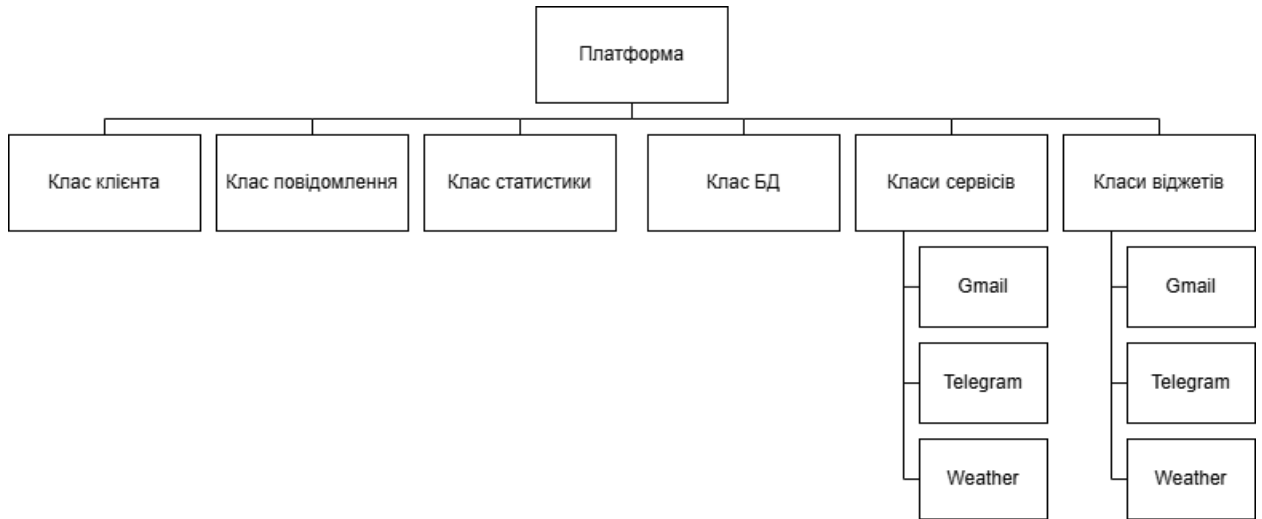 Платформа
Клас клієнта
Клас повідомлення
Клас статистики
Клас БД
Класи сервісів
Класи віджетів
Gmail
Gmail
Telegram
Telegram
Weather
Weather